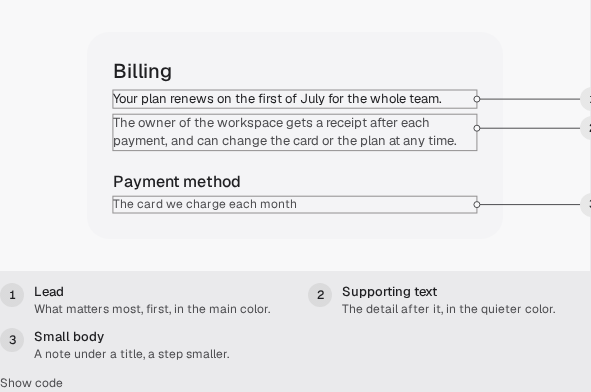 Billing
Your plan renews on the first of July for the whole team.
The owner of the workspace gets a receipt after each
payment, and can change the card or the plan at any time.
Payment method
The card we charge each month
1 Lead
What matters most, first, in the main color.
2 Supporting text
The detail after it, in the quieter color.
3 Small body
A note under a title, a step smaller.
Show code